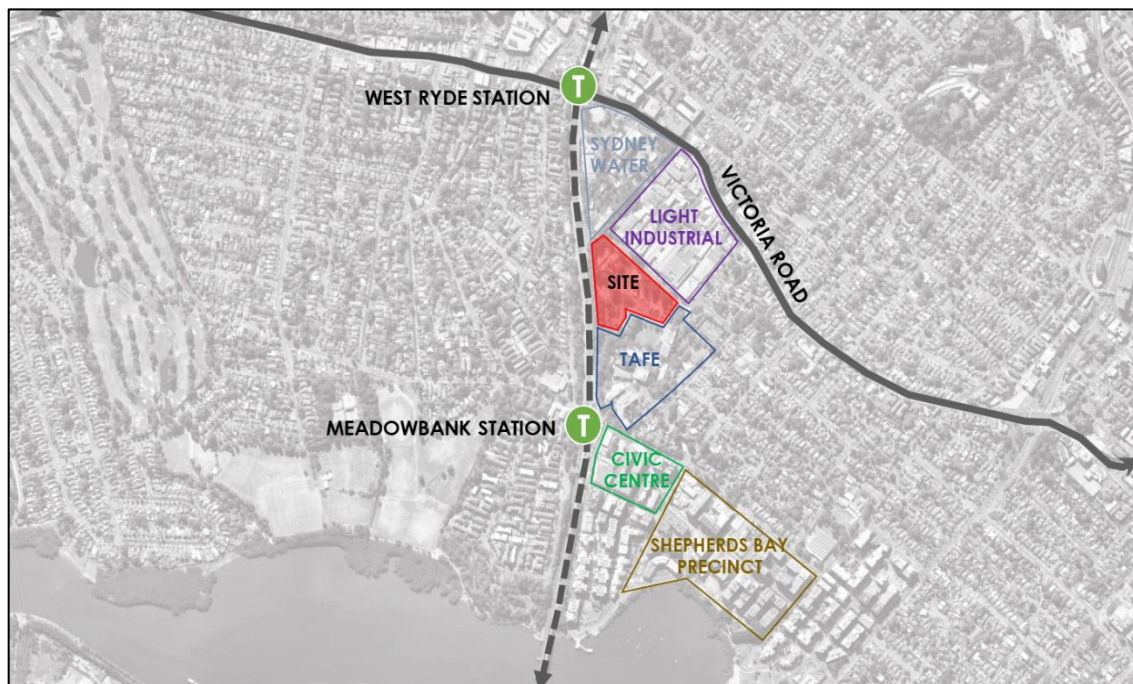 T
WEST RYDE STATION
SYDNEY
WATER
VICTORIA ROAD
LIGHT
INDUSTRIAL
SITE
TAFE
T
MEADOWBANK STATION
CIVIC
CENTRE
SHEPHERDS BAY
PRECINCT